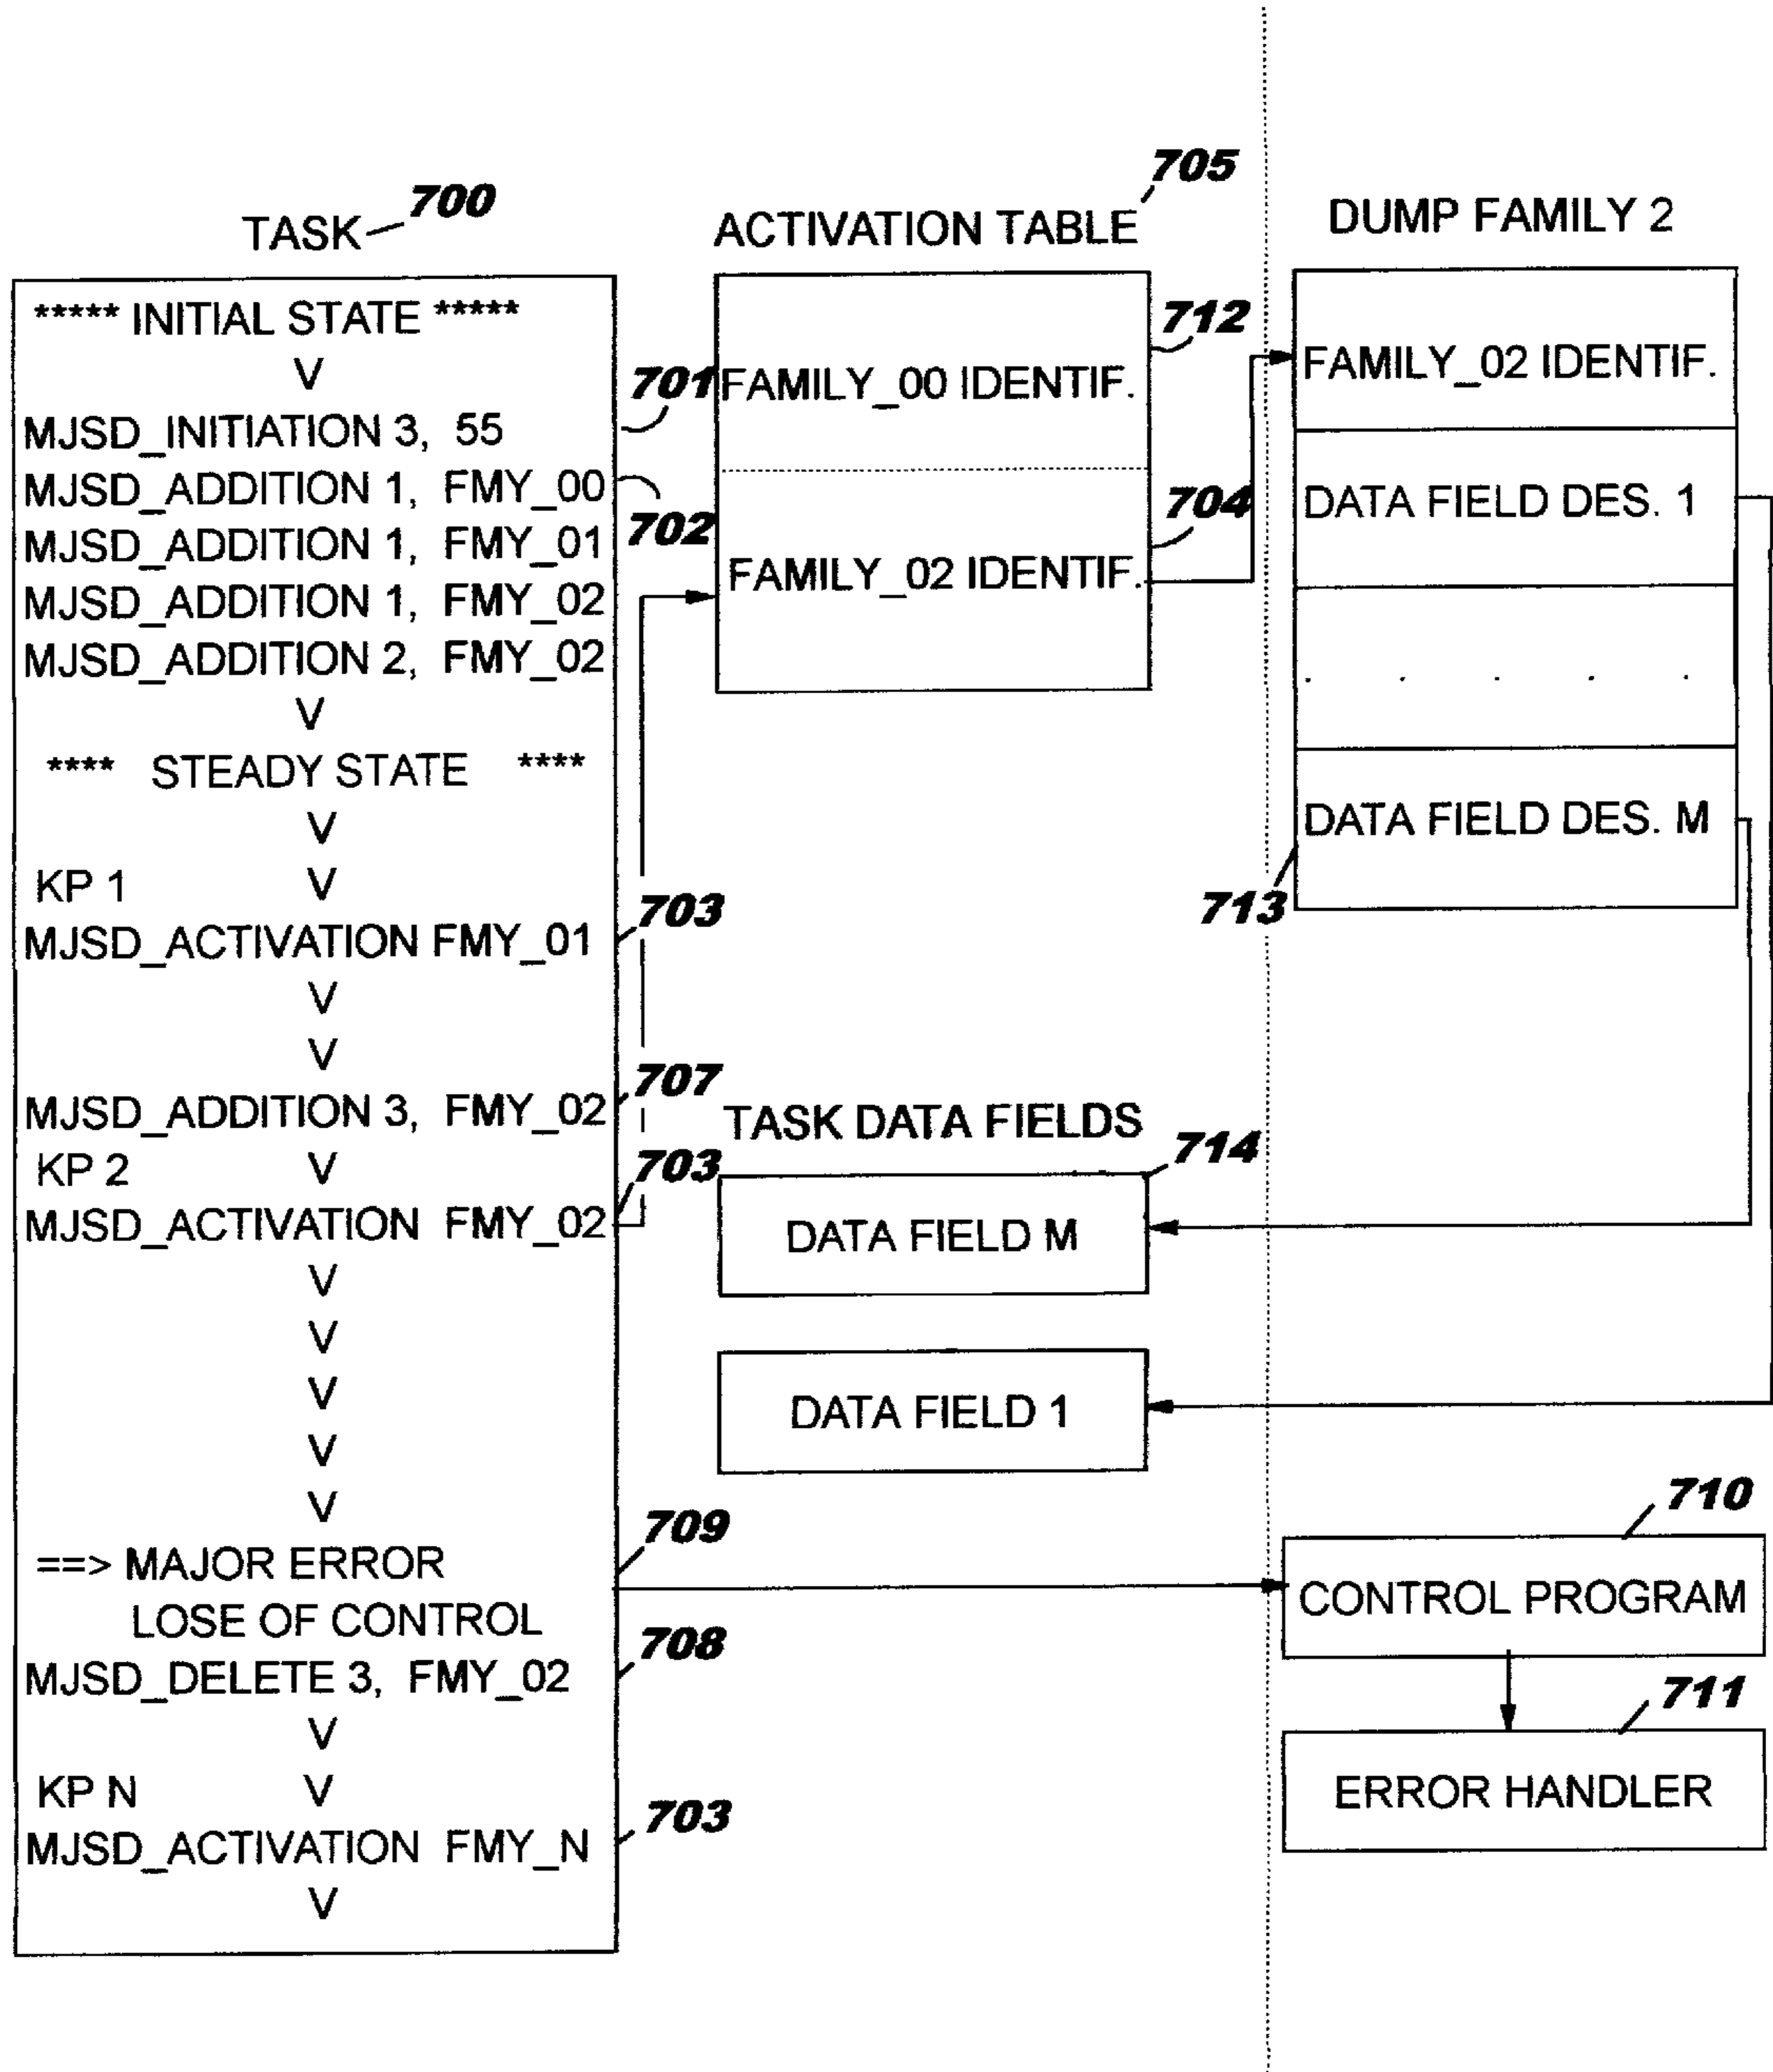 TASK 700
***** INITIAL STATE *****
V
MJSD_INITIATION 3, 55
701
MJSD_ADDITION 1, FMY_00
702
MJSD_ADDITION 1, FMY_01
MJSD_ADDITION 1, FMY_02
MJSD_ADDITION 2, FMY_02
V
**** STEADY STATE ****
V
KP 1 V
MJSD_ACTIVATION FMY_01
703
V
V
MJSD_ADDITION 3, FMY_02
707
KP 2 V
MJSD_ACTIVATION FMY_02
703
V
V
V
V
V
==> MAJOR ERROR
709
LOSE OF CONTROL
MJSD_DELETE 3, FMY_02
708
V
KP N V
MJSD_ACTIVATION FMY_N
703
V
ACTIVATION TABLE 705
712
FAMILY_00 IDENTIF.
704
FAMILY_02 IDENTIF.
TASK DATA FIELDS
714
DATA FIELD M
DATA FIELD 1
DUMP FAMILY 2
FAMILY_02 IDENTIF.
DATA FIELD DES. 1
. . . . .
DATA FIELD DES. M
713
710
CONTROL PROGRAM
711
ERROR HANDLER